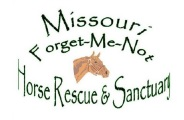 Missouri
Forget-Me-Not
Horse Rescue & Sanctuary